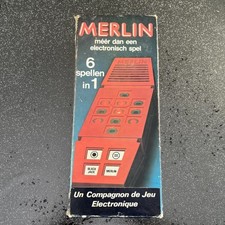 MERLIN
méér dan een
electronisch spel
6
spellen
in 1
BLACK
JACK
MERLIN
Un Compagnon de Jeu
Electronique